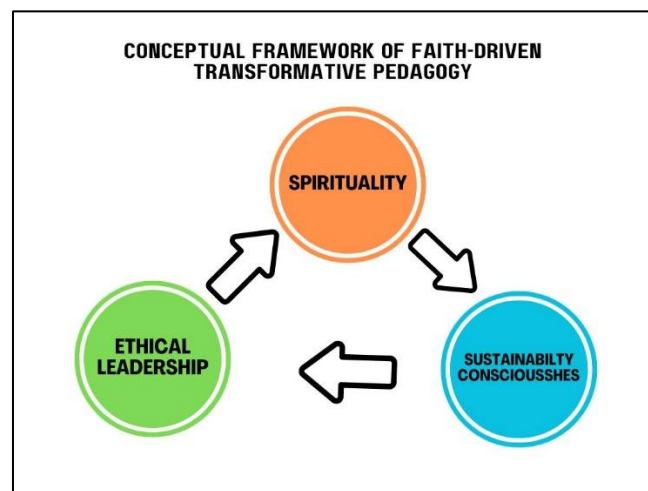 CONCEPTUAL FRAMEWORK OF FAITH-DRIVEN
TRANSFORMATIVE PEDAGOGY
SPIRITUALITY
ETHICAL
LEADERSHIP
SUSTAINABILTY
CONSCIOUSSHES